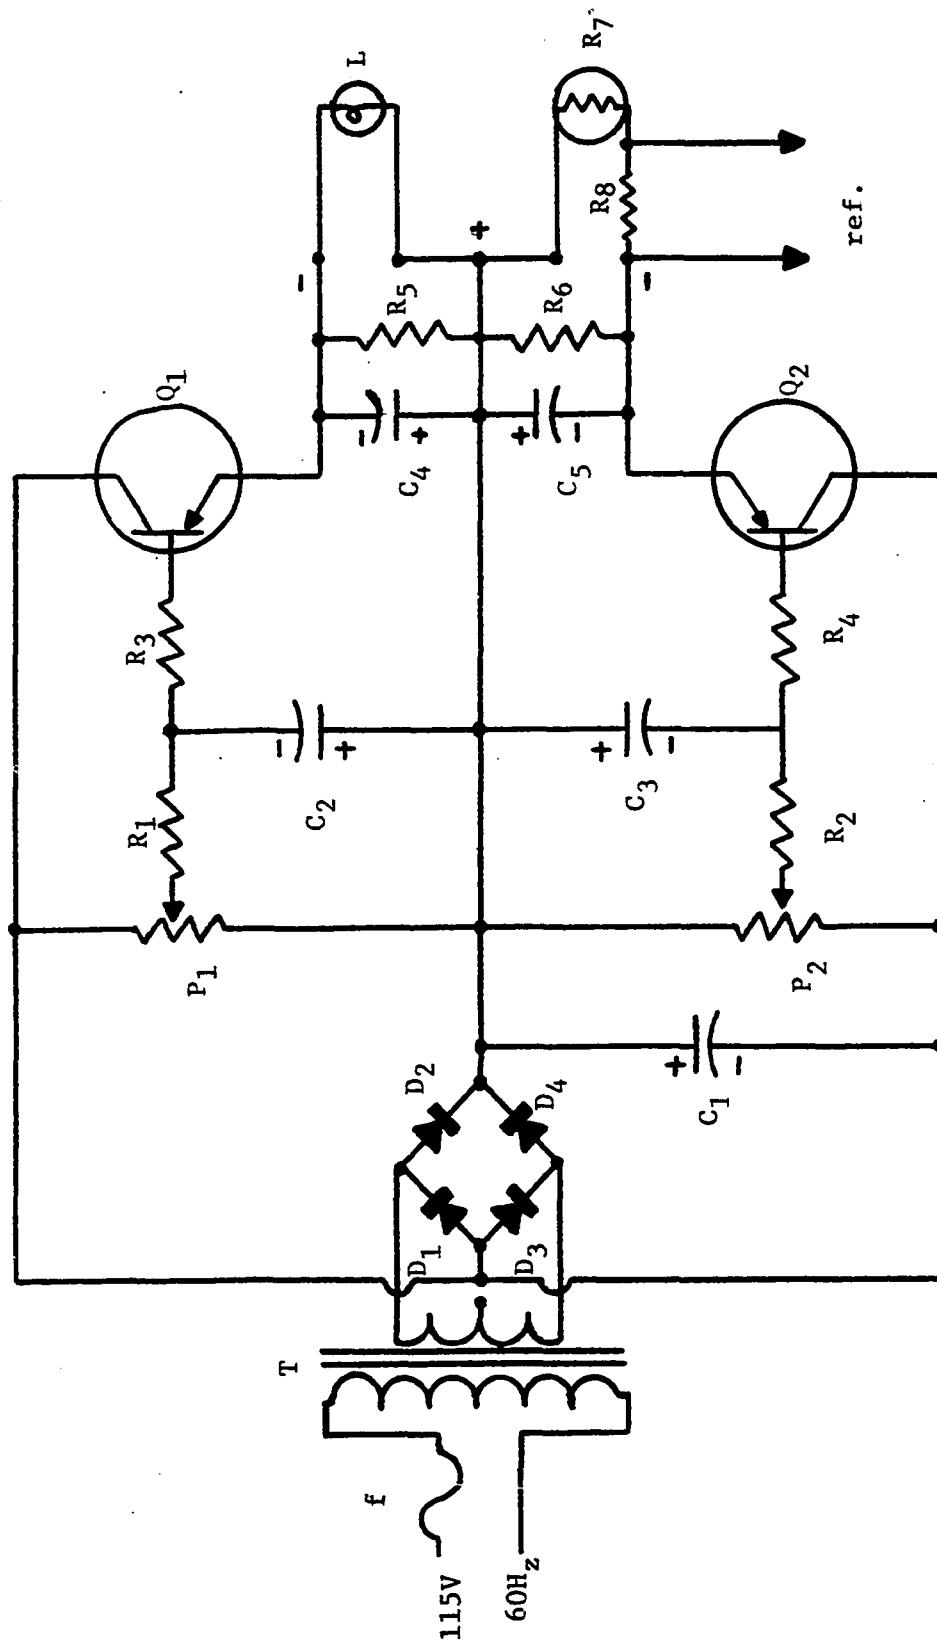 115V
60Hz
f
T
D1
D2
D3
D4
C1
+
-
P1
P2
R1
R2
C2
-
+
C3
+
-
R3
R4
Q1
Q2
C4
-
+
C5
+
-
R5
R6
-
+
-
L
R7
R8
ref.